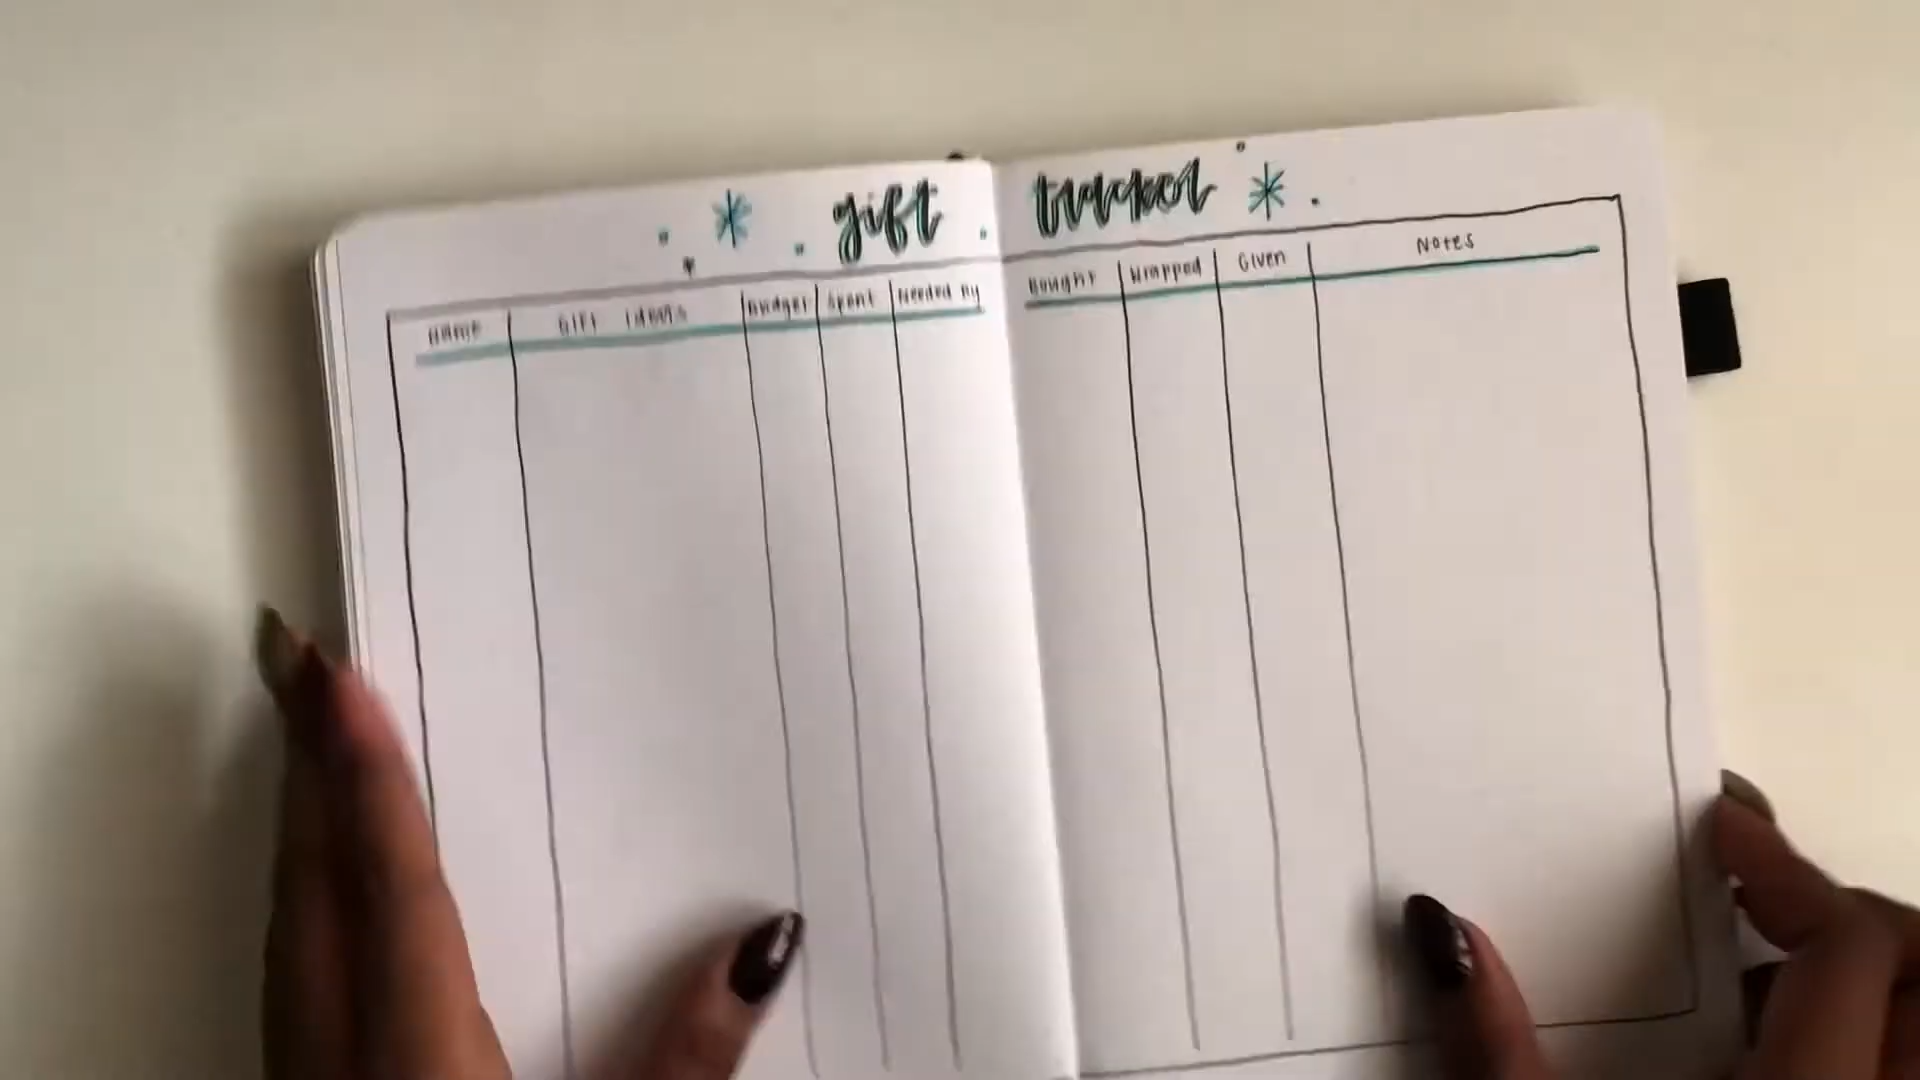 gift tracker
Name Gift Ideas Budget Spent Needed By Bought Wrapped Given Notes